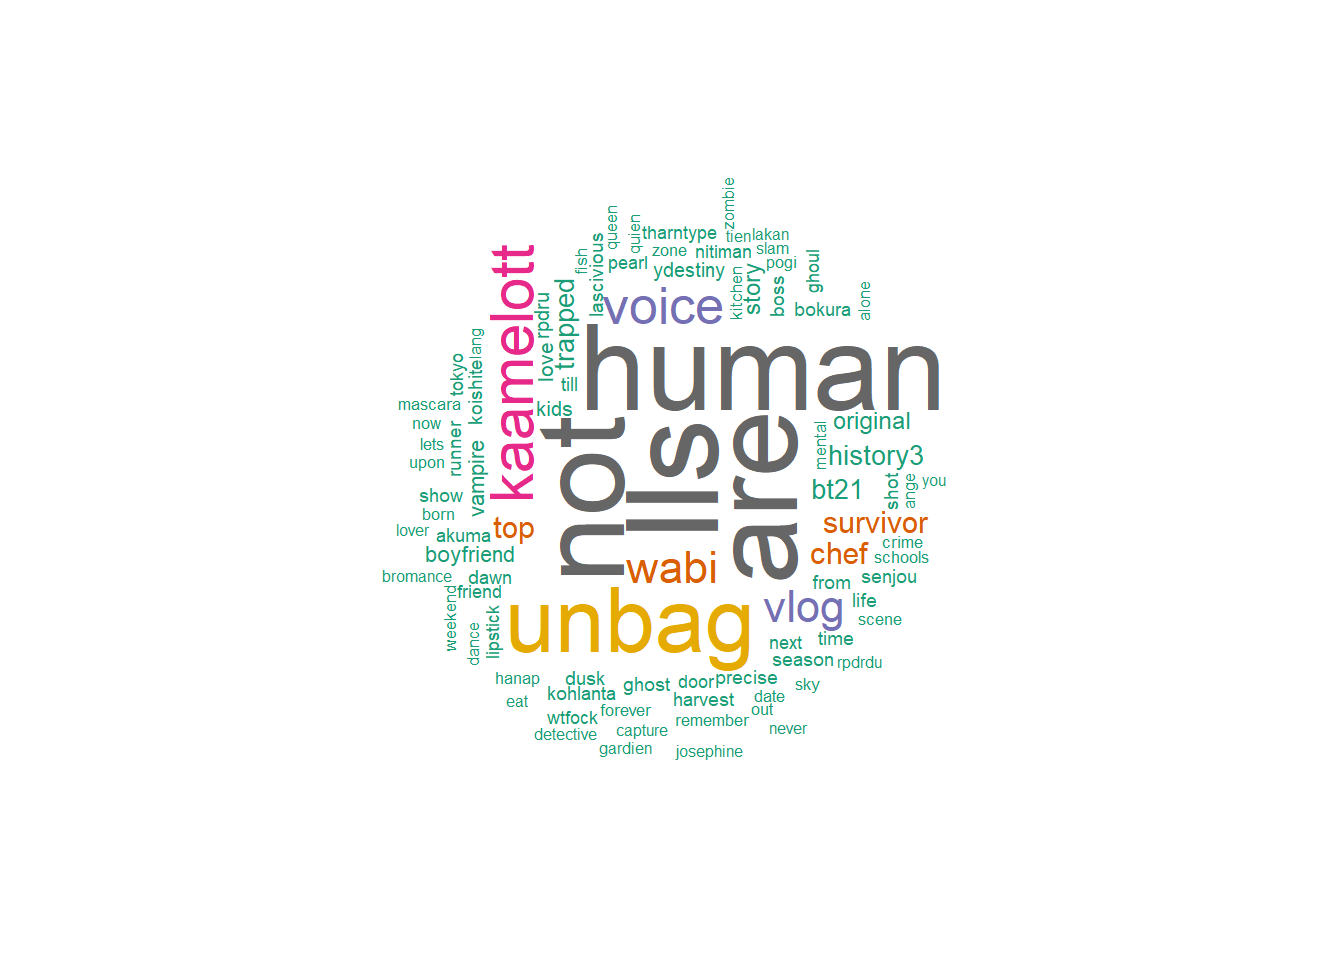 zombie
queen
quien
tharntype
tien
lakan
fish
lascivious
zone
nitiman
slam
pearl
ydestiny
pogi
kitchen
story
boss
ghoul
kaamelott
rpdru
trapped
voice
bokura
alone
human
tokyo
koishite
lang
love
till
mascara
kids
now
original
lets
runner
not
lls
are
mental
history3
upon
vampire
bt21
shot
ange
you
show
born
top
survivor
lover
akuma
crime
boyfriend
chef
schools
bromance
dawn
wabi
from
senjou
friend
weekend
unbag
vlog
life
dance
lipstick
scene
next
time
season
rpdrdu
hanap
dusk
ghost
door
precise
sky
eat
kohlanta
harvest
date
forever
out
wtfock
remember
detective
capture
never
gardien
josephine